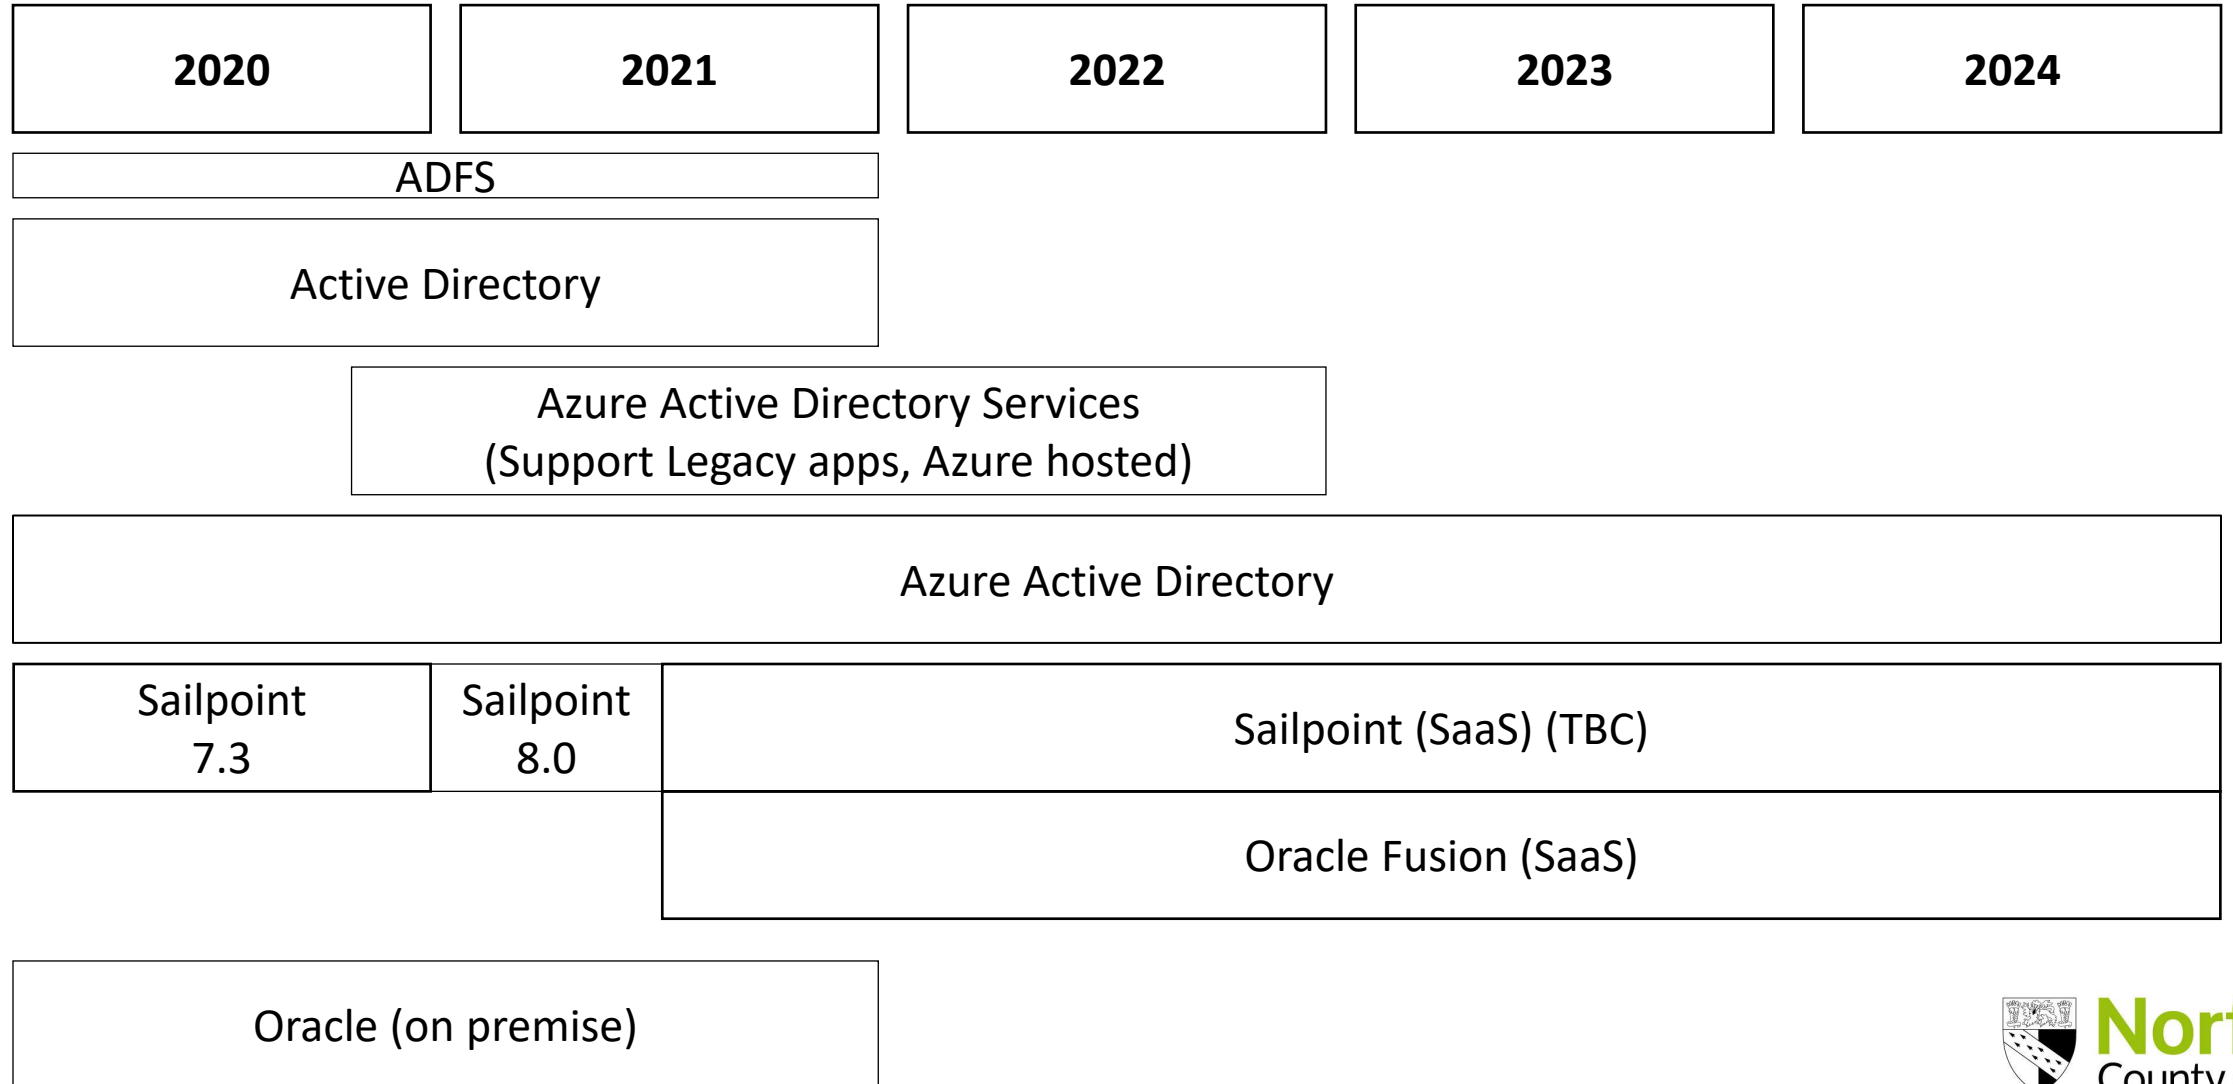 2020
2021
2022
2023
2024
ADFS
Active Directory
Azure Active Directory Services
(Support Legacy apps, Azure hosted)
Azure Active Directory
Sailpoint
7.3
Sailpoint
8.0
Sailpoint (SaaS) (TBC)
Oracle Fusion (SaaS)
Oracle (on premise)
County